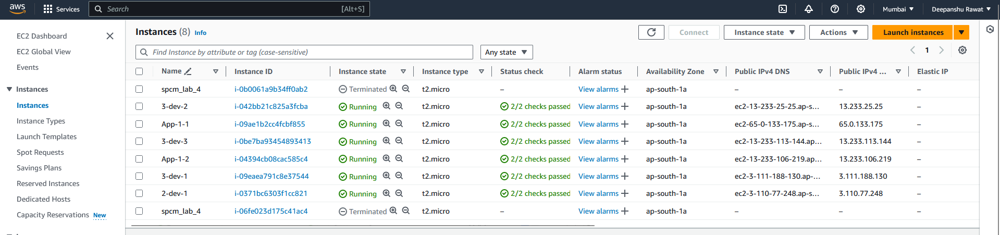 aws Services Search [Alt+S] Mumbai ▼ Deepanshu Rawat ▼
EC2 Dashboard
EC2 Global View
Events
Instances
Instances
Instance Types
Launch Templates
Spot Requests
Savings Plans
Reserved Instances
Dedicated Hosts
Capacity Reservations New
Instances (8) Info Connect Instance state ▼ Actions ▼ Launch instances ▼
Find Instance by attribute or tag (case-sensitive) Any state ▼ 1
Name Instance ID Instance state Instance type Status check Alarm status Availability Zone Public IPv4 DNS Public IPv4 ... Elastic IP
spcm_lab_4 i-0b0061a9b34ff0ab2 Terminated t2.micro – View alarms + ap-south-1a – – –
3-dev-2 i-042bb21c825a3fcba Running t2.micro 2/2 checks passed View alarms + ap-south-1a ec2-13-233-25-25.ap-s... 13.233.25.25 –
App-1-1 i-09ae1b2cc4fcbf855 Running t2.micro 2/2 checks passed View alarms + ap-south-1a ec2-65-0-133-175.ap-s... 65.0.133.175 –
3-dev-3 i-0be7ba93454893413 Running t2.micro 2/2 checks passed View alarms + ap-south-1a ec2-13-233-113-144.ap... 13.233.113.144 –
App-1-2 i-04394cb08cac585c4 Running t2.micro 2/2 checks passed View alarms + ap-south-1a ec2-13-233-106-219.ap... 13.233.106.219 –
3-dev-1 i-09eaea791c8e37544 Running t2.micro 2/2 checks passed View alarms + ap-south-1a ec2-3-111-188-130.ap-... 3.111.188.130 –
2-dev-1 i-0371bc6303f1cc821 Running t2.micro 2/2 checks passed View alarms + ap-south-1a ec2-3-110-77-248.ap-s... 3.110.77.248 –
spcm_lab_4 i-06fe023d175c41ac4 Terminated t2.micro – View alarms + ap-south-1a – – –